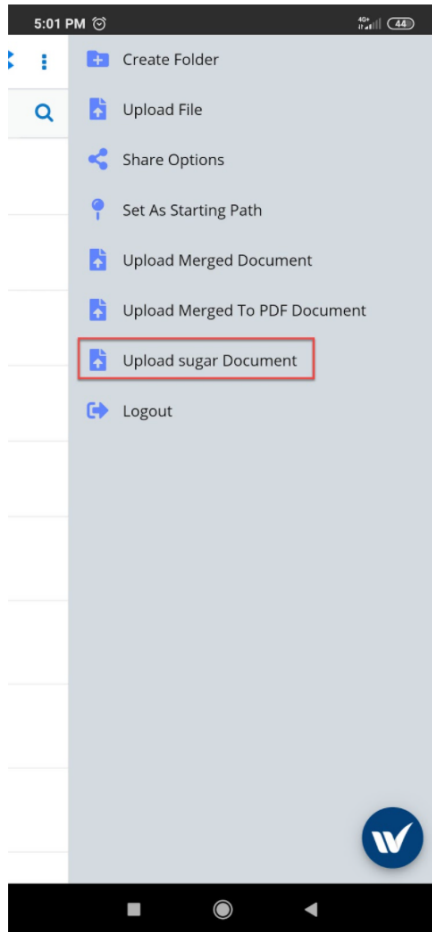 5:01 PM
44
Create Folder
Upload File
Share Options
Set As Starting Path
Upload Merged Document
Upload Merged To PDF Document
Upload sugar Document
Logout